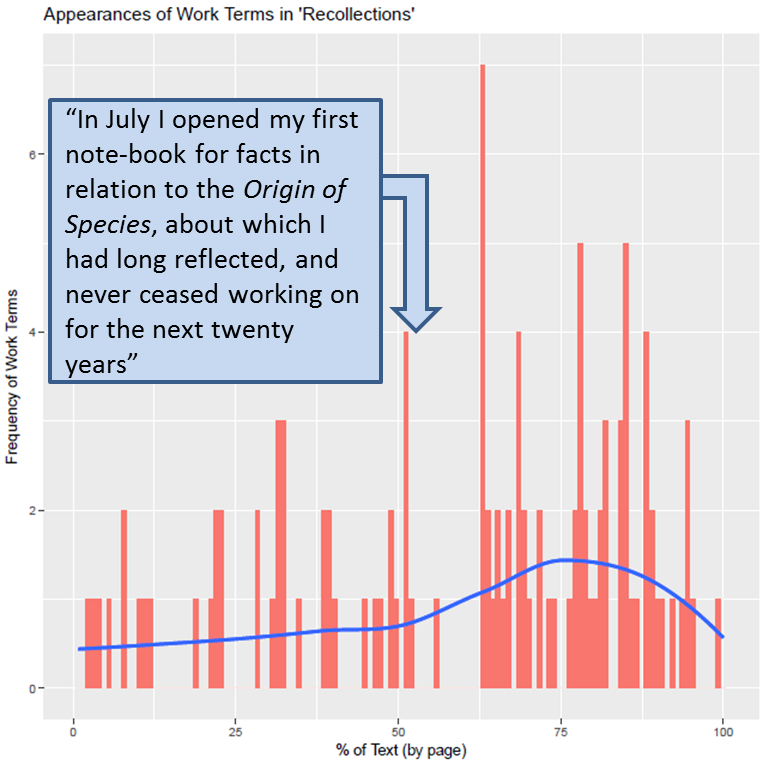 Appearances of Work Terms in 'Recollections'
“In July I opened my first
note-book for facts in
relation to the Origin of
Species, about which I
had long reflected, and
never ceased working on
for the next twenty
years”
Frequency of Work Terms
6
4
2
0
0 25 50 75 100
% of Text (by page)